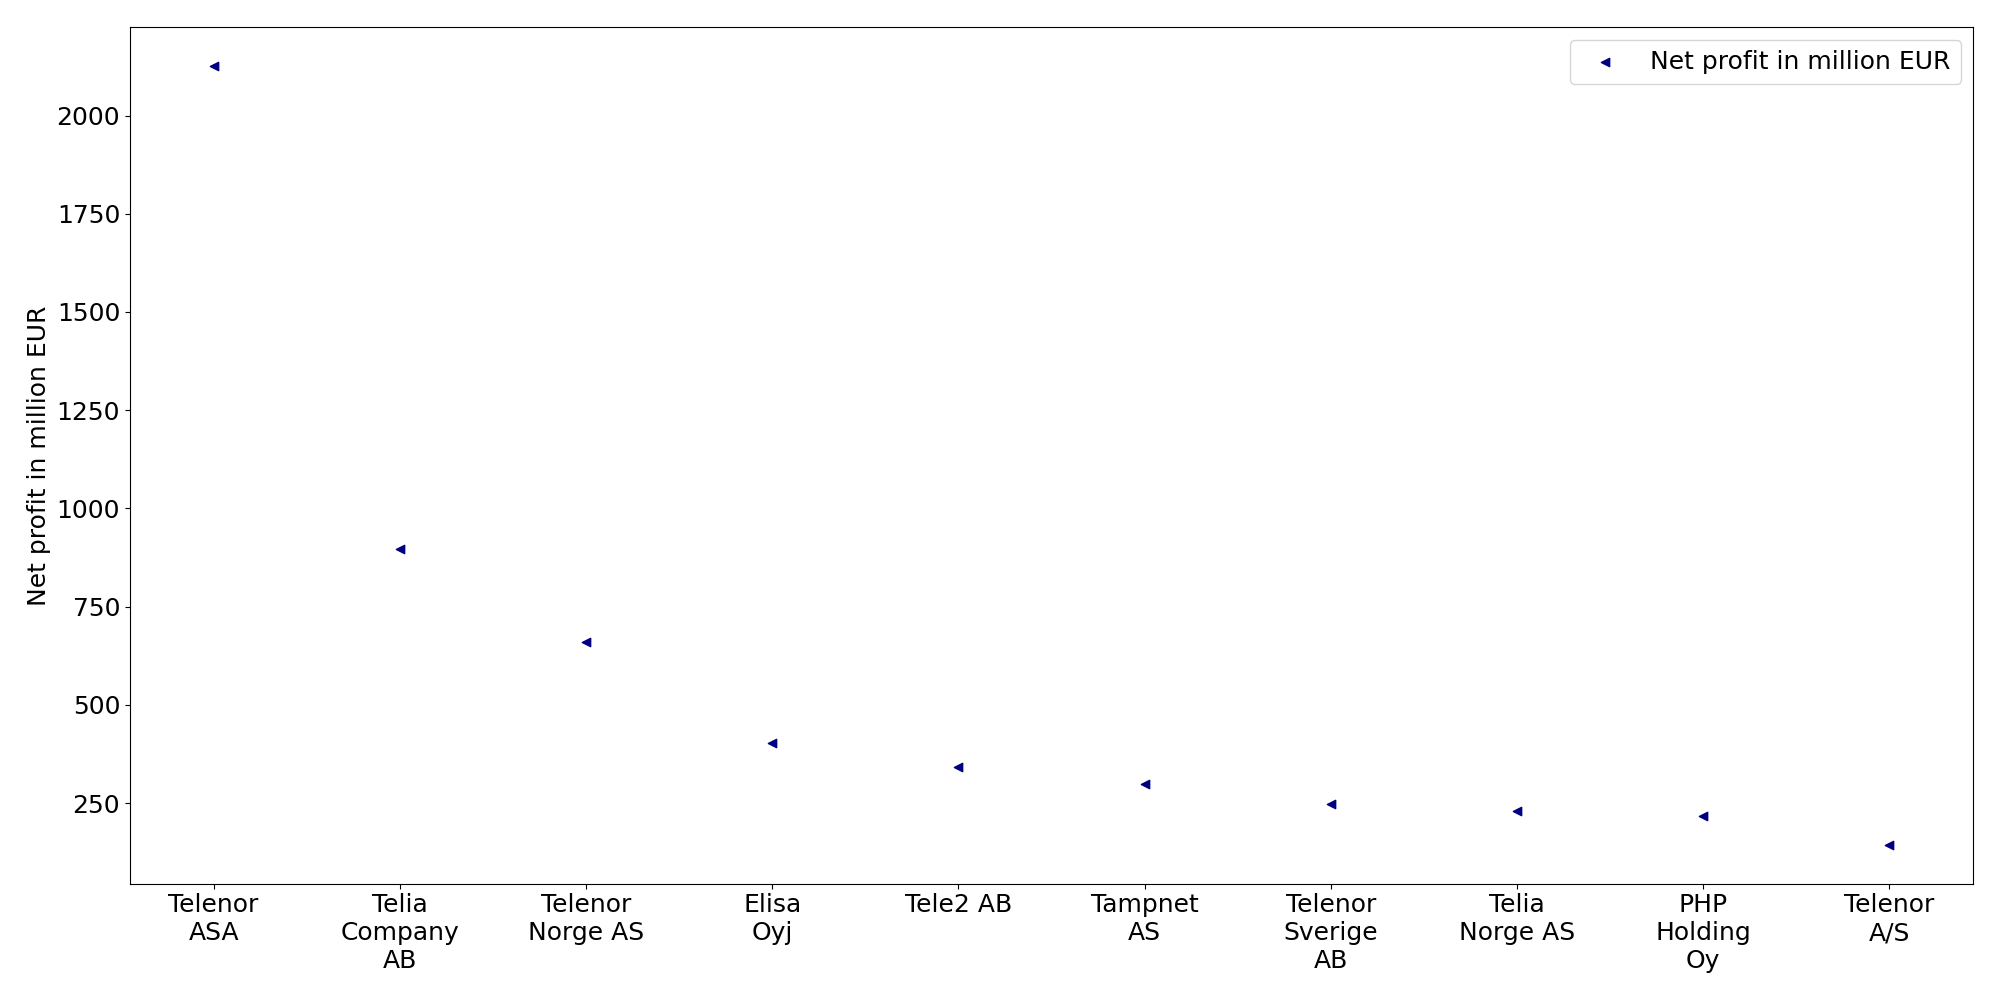 Net profit in million EUR
Net profit in million EUR
2000
1750
1500
1250
1000
750
500
250
Telenor
ASA
Telia
Company
AB
Telenor
Norge AS
Elisa
Oyj
Tele2 AB
Tampnet
AS
Telenor
Sverige
AB
Telia
Norge AS
PHP
Holding
Oy
Telenor
A/S